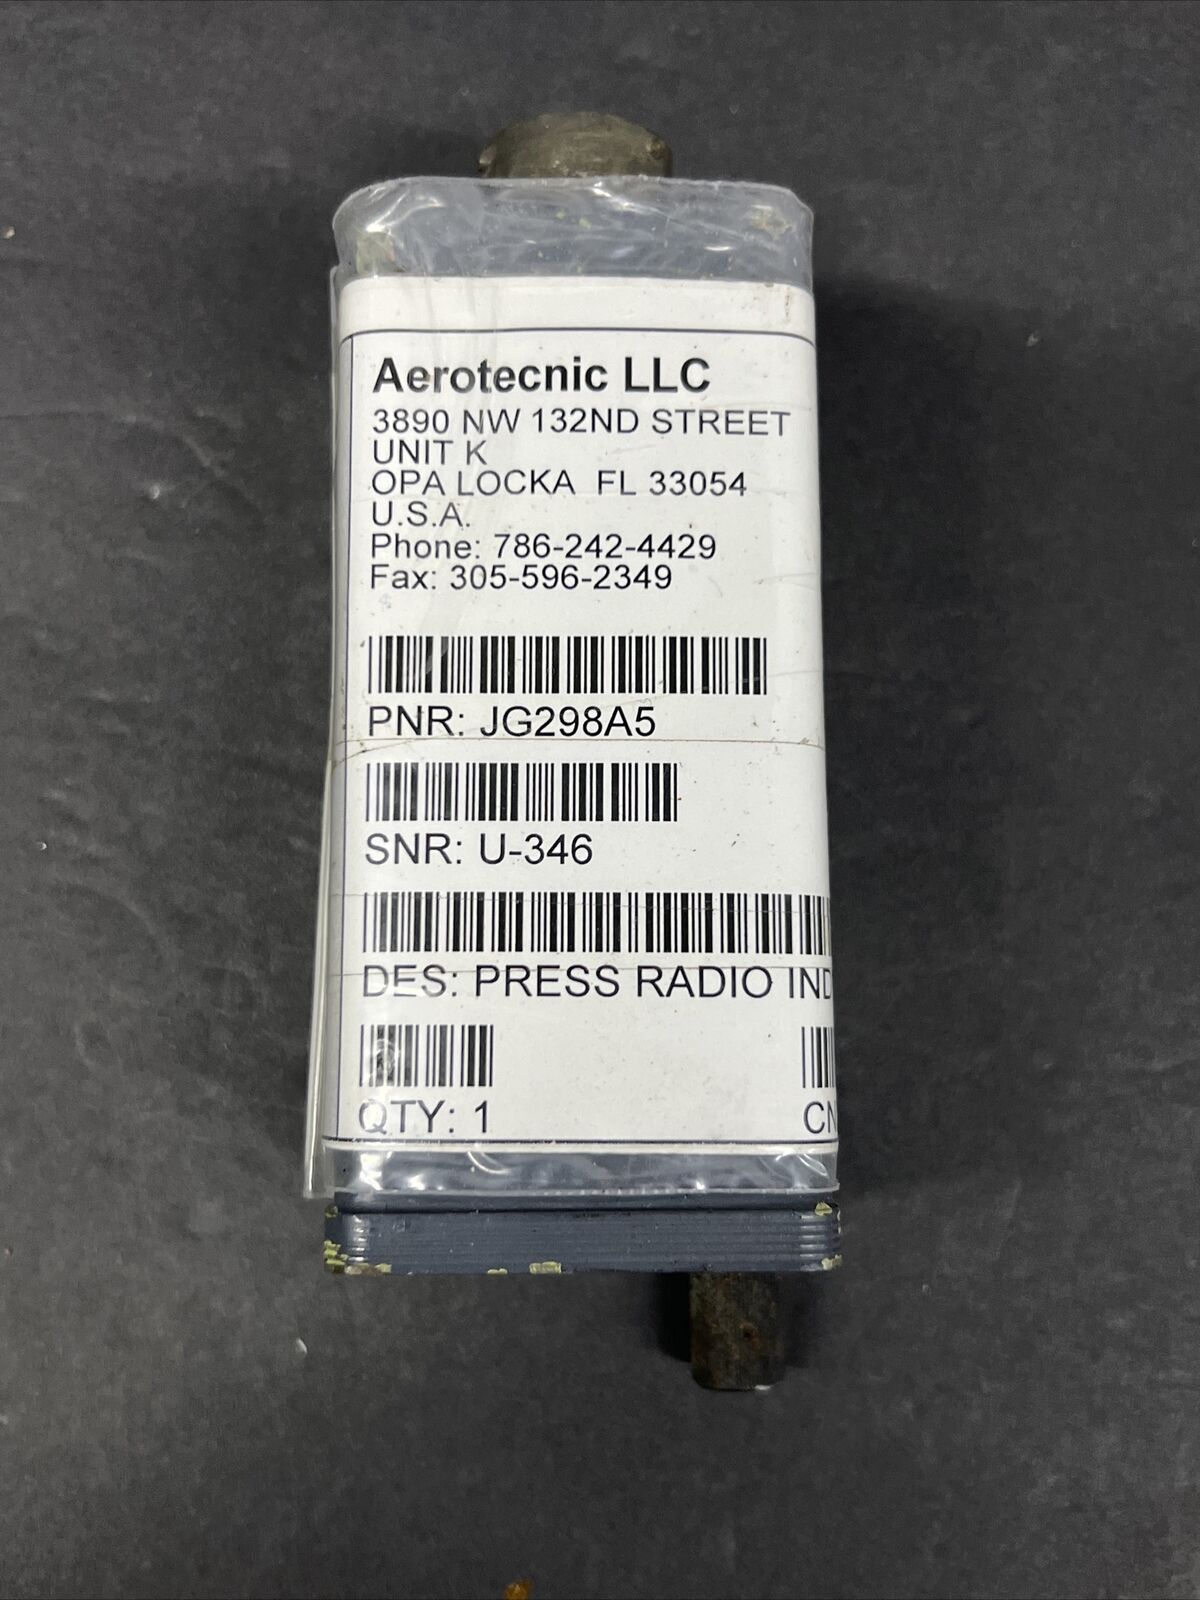 Aerotecnic LLC
3890 NW 132ND STREET
UNIT K
OPA LOCKA FL 33054
U.S.A.
Phone: 786-242-4429
Fax: 305-596-2349
PNR: JG298A5
SNR: U-346
DES: PRESS RADIO IND
QTY: 1 CN